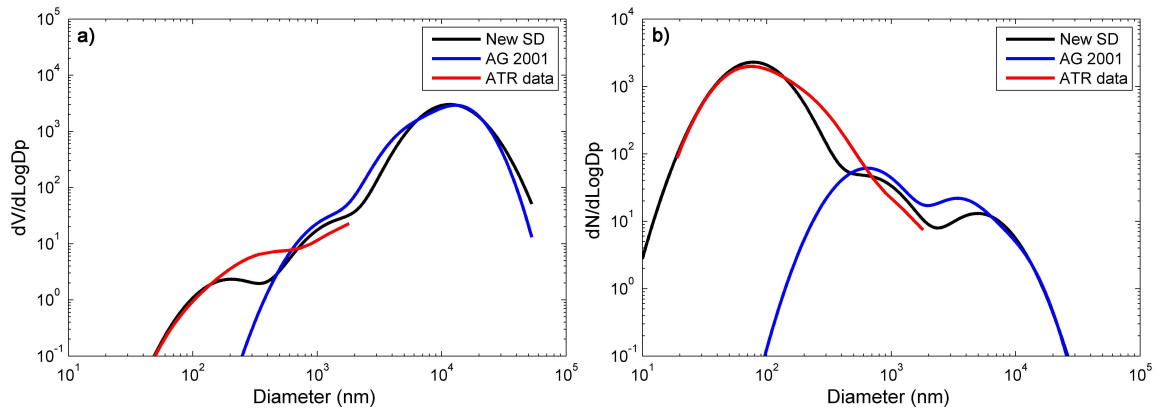 a)
New SD
AG 2001
ATR data
10^5
10^4
10^3
10^2
10^1
10^0
10^-1
dV/dLogDp
10^1 10^2 10^3 10^4 10^5
Diameter (nm)
b)
New SD
AG 2001
ATR data
10^4
10^3
10^2
10^1
10^0
10^-1
dN/dLogDp
10^1 10^2 10^3 10^4 10^5
Diameter (nm)